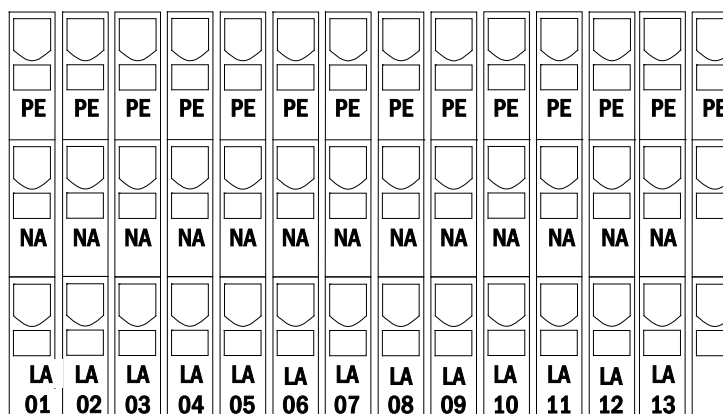 PE PE PE PE PE PE PE PE PE PE PE PE PE PE
NA NA NA NA NA NA NA NA NA NA NA NA NA
LA LA LA LA LA LA LA LA LA LA LA LA LA
01 02 03 04 05 06 07 08 09 10 11 12 13